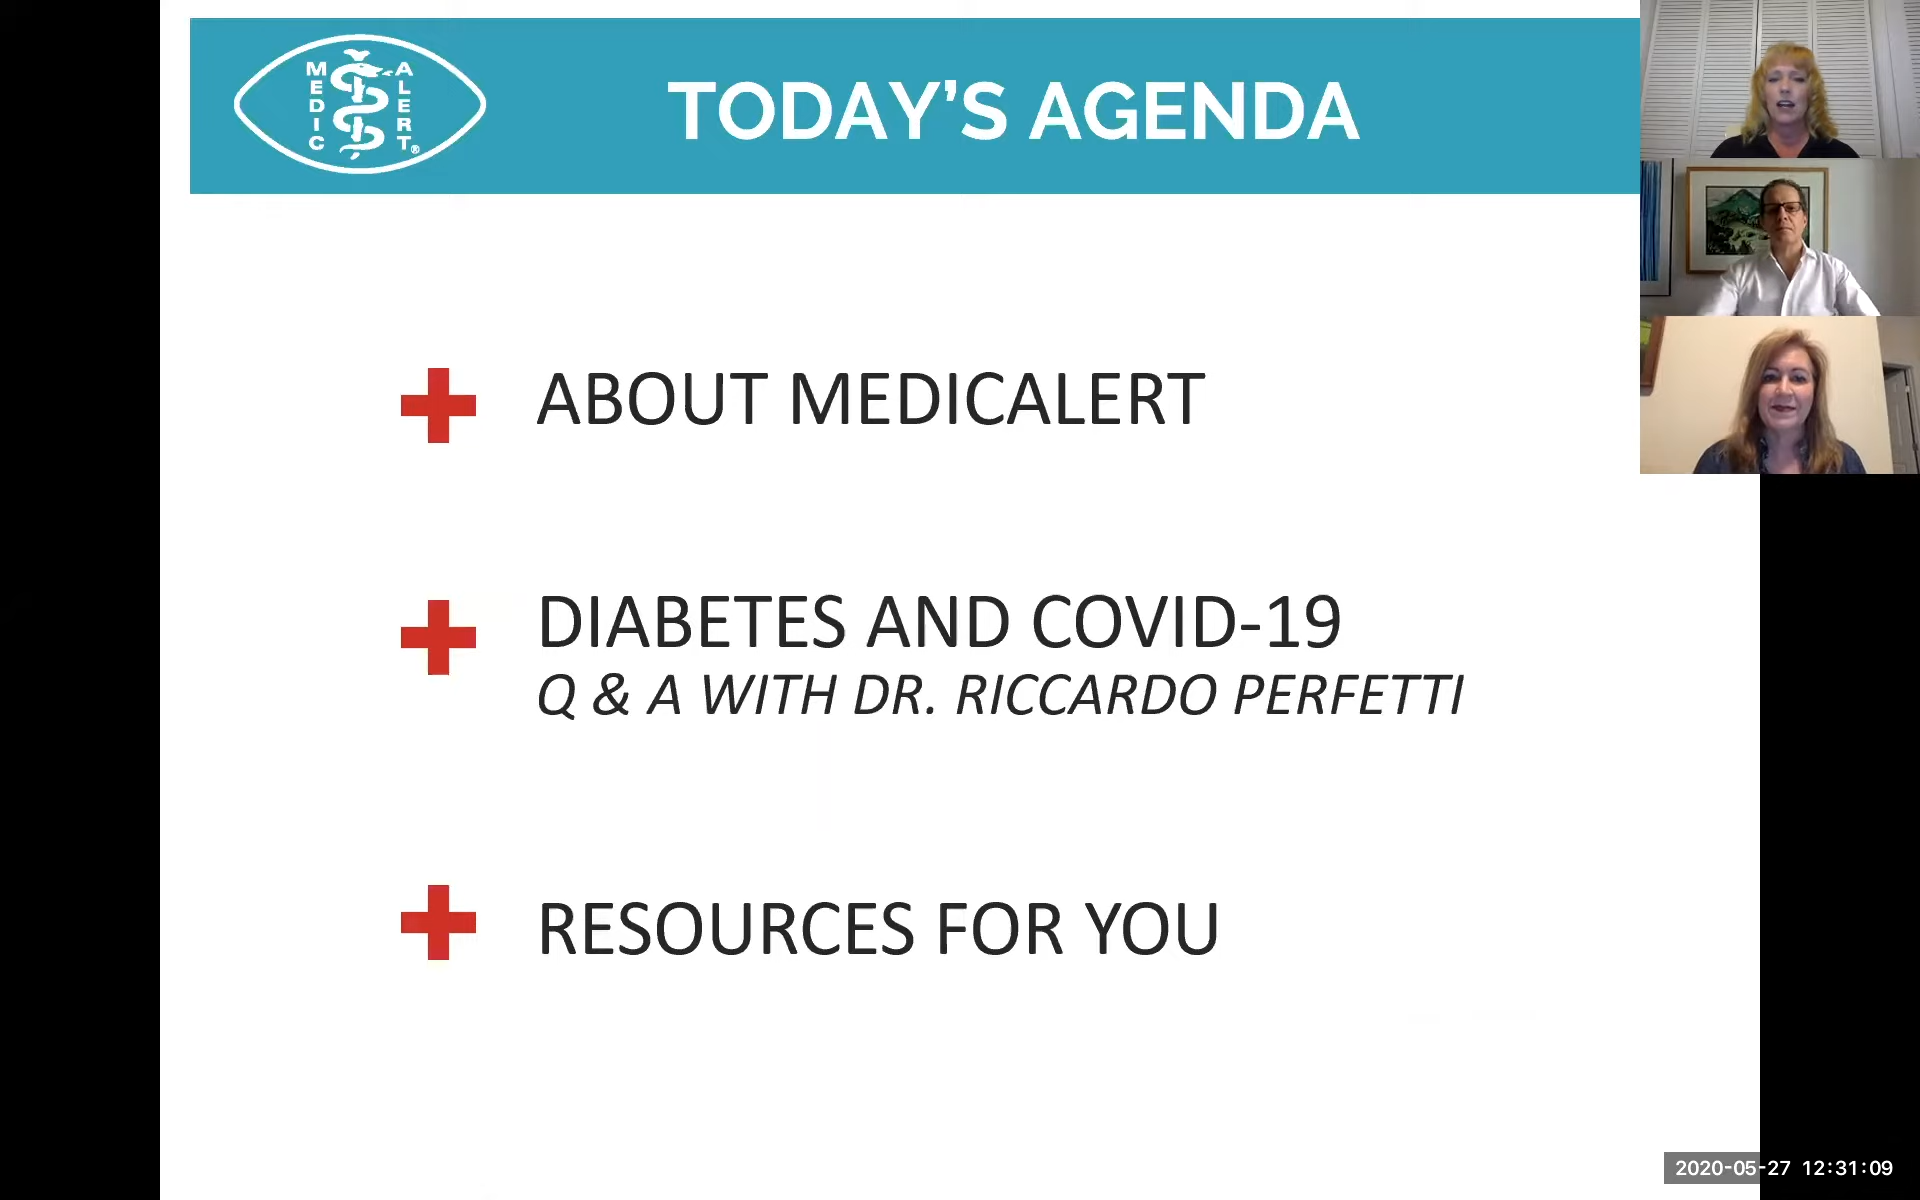 MEDIC
ALERT®
TODAY'S AGENDA
ABOUT MEDICALERT
DIABETES AND COVID-19
Q & A WITH DR. RICCARDO PERFETTI
RESOURCES FOR YOU
2020-05-27 12:31:09